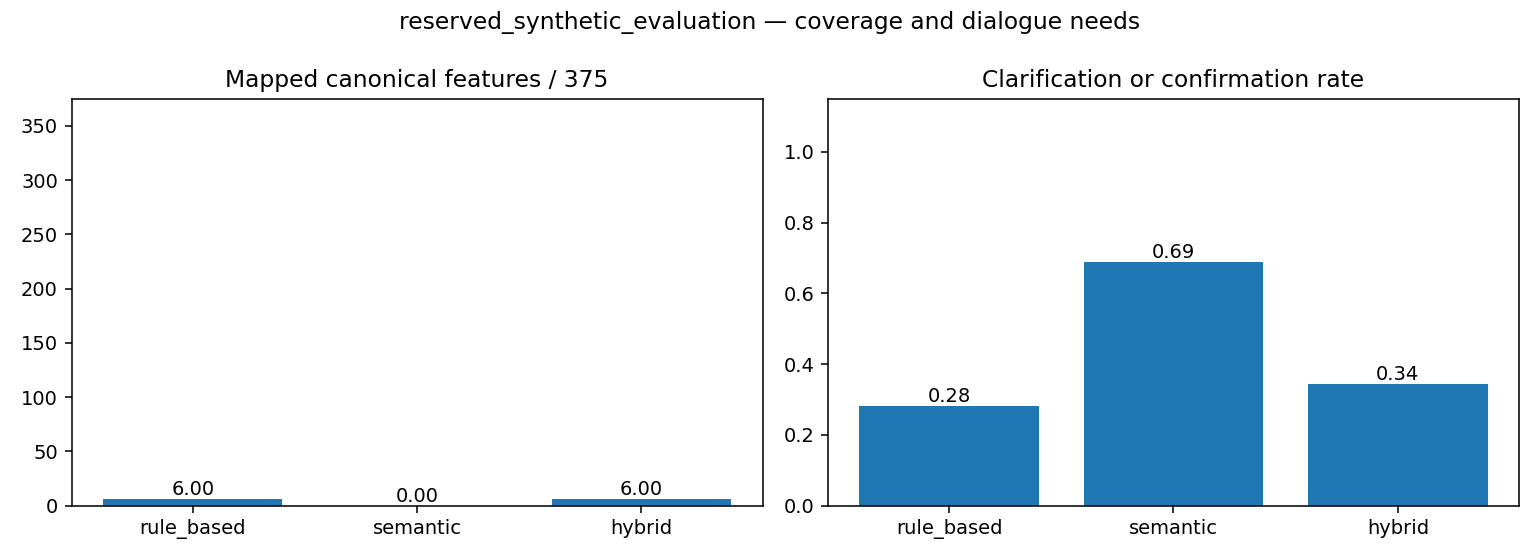 reserved_synthetic_evaluation — coverage and dialogue needs
Mapped canonical features / 375
350
300
250
200
150
100
50
0
6.00
0.00
6.00
rule_based
semantic
hybrid
Clarification or confirmation rate
1.0
0.8
0.6
0.4
0.2
0.0
0.28
0.69
0.34
rule_based
semantic
hybrid